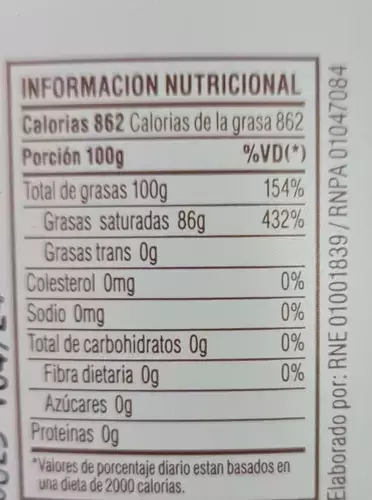 INFORMACION NUTRICIONAL
Calorias 862 Calorias de la grasa 862
Porción 100g %VD(*)
Total de grasas 100g 154%
Grasas saturadas 86g 432%
Grasas trans 0g
Colesterol 0mg 0%
Sodio 0mg 0%
Total de carbohidratos 0g 0%
Fibra dietaria 0g 0%
Azúcares 0g
Proteinas 0g
*Valores de porcentaje diario estan basados en
una dieta de 2000 calorías.
Elaborado por: RNE 01001839 / RNPA 01047084